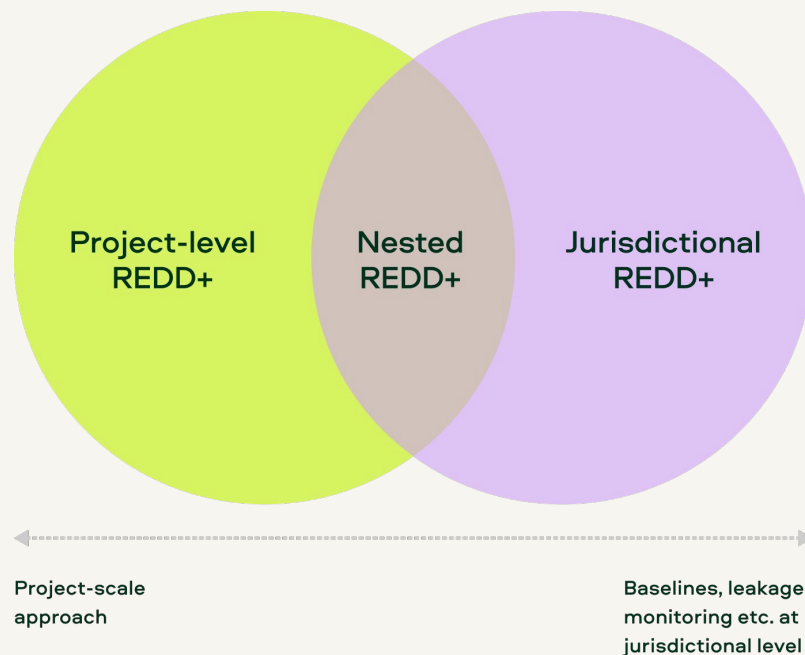 Project-level
REDD+
Nested
REDD+
Jurisdictional
REDD+
Project-scale
approach
Baselines, leakage
monitoring etc. at
jurisdictional level